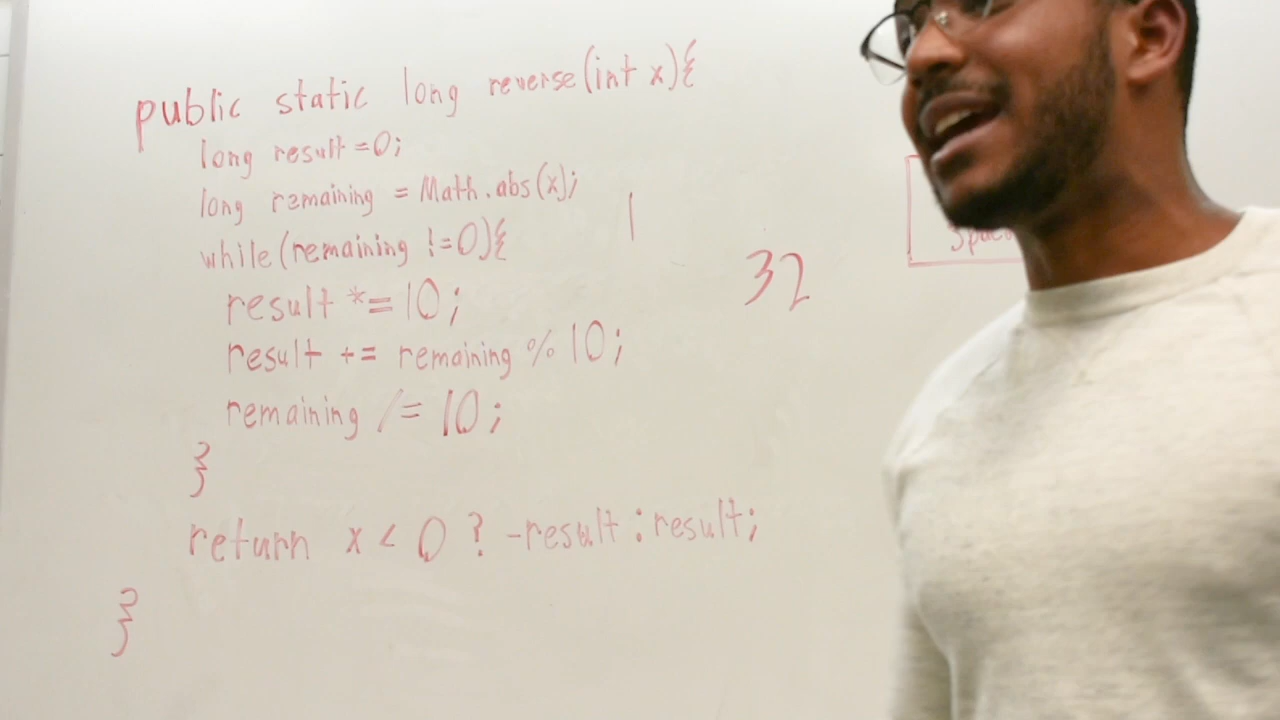 public static long reverse(int x){
long result=0;
long remaining = Math.abs(x);
while(remaining !=0){
result *= 10;
result += remaining % 10;
remaining /= 10;
}
return x < 0 ? -result : result;
}
32